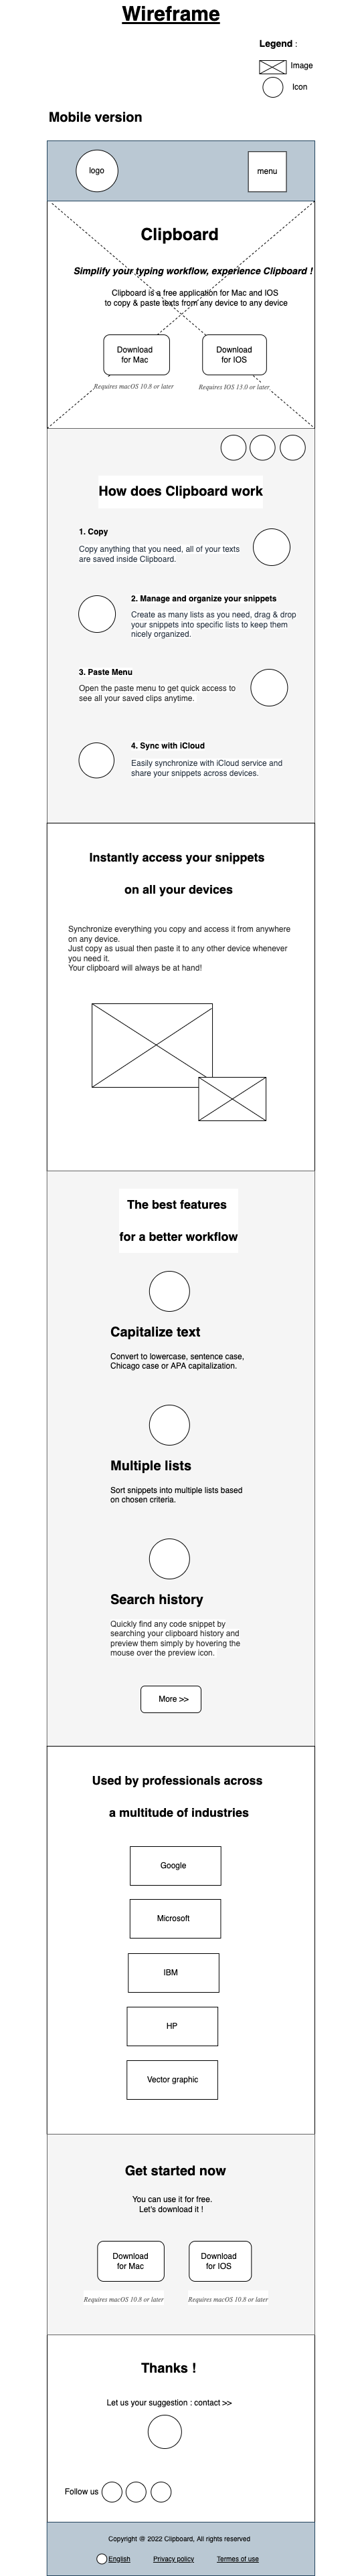 Wireframe
Legend :
Image
Icon
Mobile version
logo
menu
Clipboard
Simplify your typing workflow, experience Clipboard !
Clipboard is a free application for Mac and IOS
to copy & paste texts from any device to any device
Download
for Mac
Download
for IOS
Requires macOS 10.8 or later
Requires IOS 13.0 or later
How does Clipboard work
1. Copy
Copy anything that you need, all of your texts
are saved inside Clipboard.
2. Manage and organize your snippets
Create as many lists as you need, drag & drop
your snippets into specific lists to keep them
nicely organized.
3. Paste Menu
Open the paste menu to get quick access to
see all your saved clips anytime.
4. Sync with iCloud
Easily synchronize with iCloud service and
share your snippets across devices.
Instantly access your snippets
on all your devices
Synchronize everything you copy and access it from anywhere
on any device.
Just copy as usual then paste it to any other device whenever
you need it.
Your clipboard will always be at hand!
The best features
for a better workflow
Capitalize text
Convert to lowercase, sentence case,
Chicago case or APA capitalization.
Multiple lists
Sort snippets into multiple lists based
on chosen criteria.
Search history
Quickly find any code snippet by
searching your clipboard history and
preview them simply by hovering the
mouse over the preview icon.
More >>
Used by professionals across
a multitude of industries
Google
Microsoft
IBM
HP
Vector graphic
Get started now
You can use it for free.
Let's download it !
Download
for Mac
Download
for IOS
Requires macOS 10.8 or later
Requires macOS 10.8 or later
Thanks !
Let us your suggestion : contact >>
Follow us
Copyright @ 2022 Clipboard, All rights reserved
English
Privacy policy
Termes of use